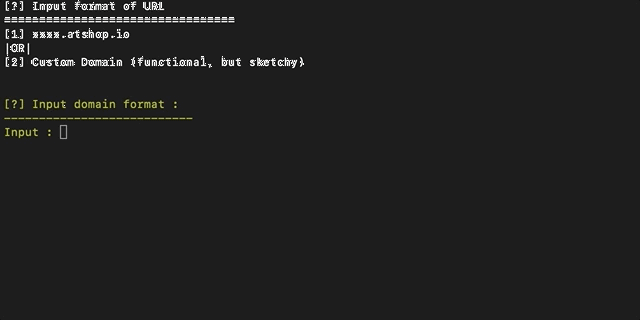 [?] Input format of URL
=================================
[1] xxxx.atshop.io
|OR|
[2] Custom Domain (functional, but sketchy)
[?] Input domain format :
---------------------------
Input :